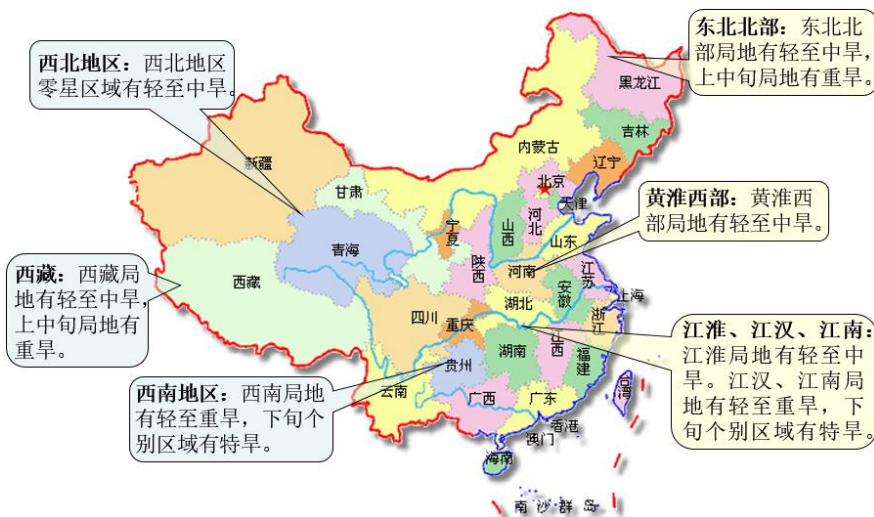 东北北部：东北北
部局地有轻至中旱，
上中旬局地有重旱。
西北地区：西北地区
零星区域有轻至中旱。
黑龙江
吉林
辽宁
内蒙古
新疆
甘肃
北京
天津
河北
山西
宁夏
青海
山东
黄淮西部：黄淮西
部局地有轻至中旱。
陕西
河南
江苏
安徽
上海
西藏：西藏局
地有轻至中旱，
上中旬局地有
重旱。
西藏
四川
重庆
湖北
浙江
江西
湖南
贵州
福建
江淮、江汉、江南：
江淮局地有轻至中
旱。江汉、江南局
地有轻至重旱，下
旬个别区域有特旱。
西南地区：西南局地
有轻至重旱，下旬个
别区域有特旱。
云南
广西
广东
台湾
香港
澳门
海南
南沙群岛